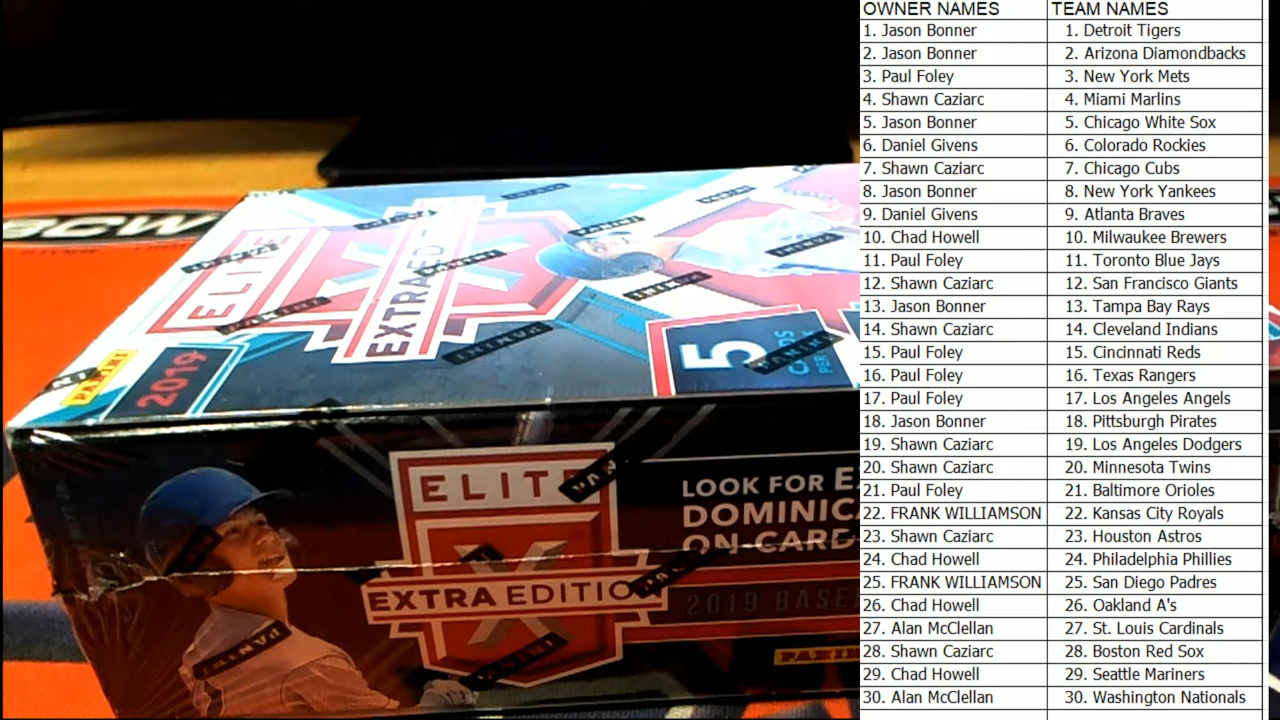 OWNER NAMES TEAM NAMES
1. Jason Bonner 1. Detroit Tigers
2. Jason Bonner 2. Arizona Diamondbacks
3. Paul Foley 3. New York Mets
4. Shawn Caziarc 4. Miami Marlins
5. Jason Bonner 5. Chicago White Sox
6. Daniel Givens 6. Colorado Rockies
7. Shawn Caziarc 7. Chicago Cubs
8. Jason Bonner 8. New York Yankees
9. Daniel Givens 9. Atlanta Braves
10. Chad Howell 10. Milwaukee Brewers
11. Paul Foley 11. Toronto Blue Jays
12. Shawn Caziarc 12. San Francisco Giants
13. Jason Bonner 13. Tampa Bay Rays
14. Shawn Caziarc 14. Cleveland Indians
15. Paul Foley 15. Cincinnati Reds
16. Paul Foley 16. Texas Rangers
17. Paul Foley 17. Los Angeles Angels
18. Jason Bonner 18. Pittsburgh Pirates
19. Shawn Caziarc 19. Los Angeles Dodgers
20. Shawn Caziarc 20. Minnesota Twins
21. Paul Foley 21. Baltimore Orioles
22. FRANK WILLIAMSON 22. Kansas City Royals
23. Shawn Caziarc 23. Houston Astros
24. Chad Howell 24. Philadelphia Phillies
25. FRANK WILLIAMSON 25. San Diego Padres
26. Chad Howell 26. Oakland A's
27. Alan McClellan 27. St. Louis Cardinals
28. Shawn Caziarc 28. Boston Red Sox
29. Chad Howell 29. Seattle Mariners
30. Alan McClellan 30. Washington Nationals
BCW
ELITE
EXTRA ED
PANINI
2019
5
CARDS
PER
ELITE
X
EXTRA EDITION
LOOK FOR
DOMINIC
ON-CARD
2019 BASE
PANINI